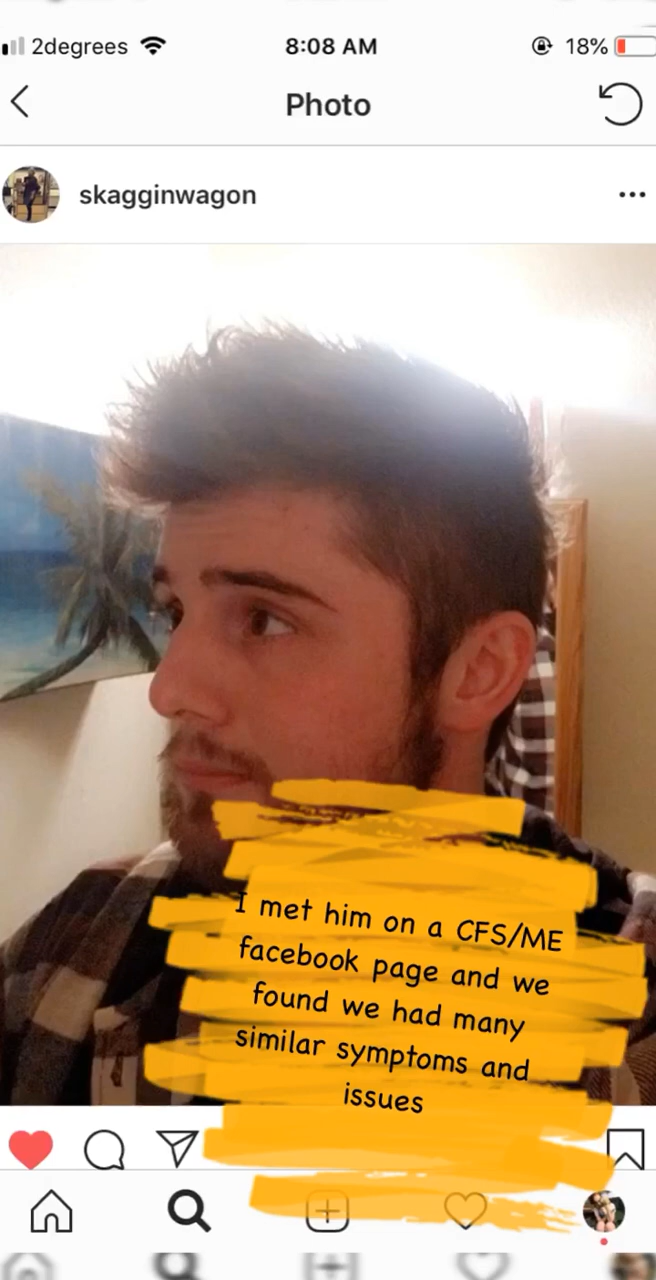 2degrees 8:08 AM 18%
Photo
skagginwagon
I met him on a CFS/ME
facebook page and we
found we had many
similar symptoms and
issues